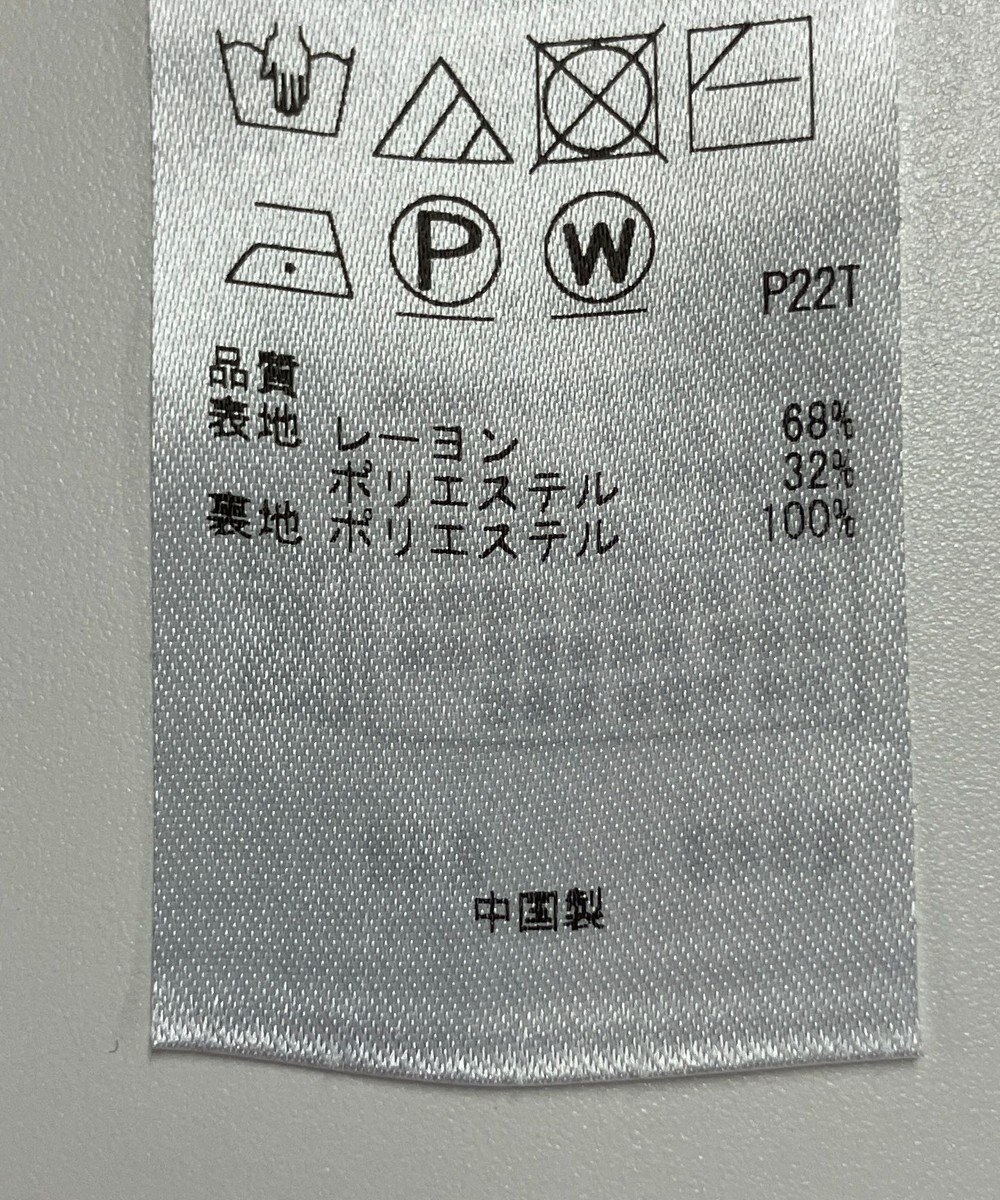 P W P22T
品質
表地 レーヨン 68%
ポリエステル 32%
裏地 ポリエステル 100%
中国製